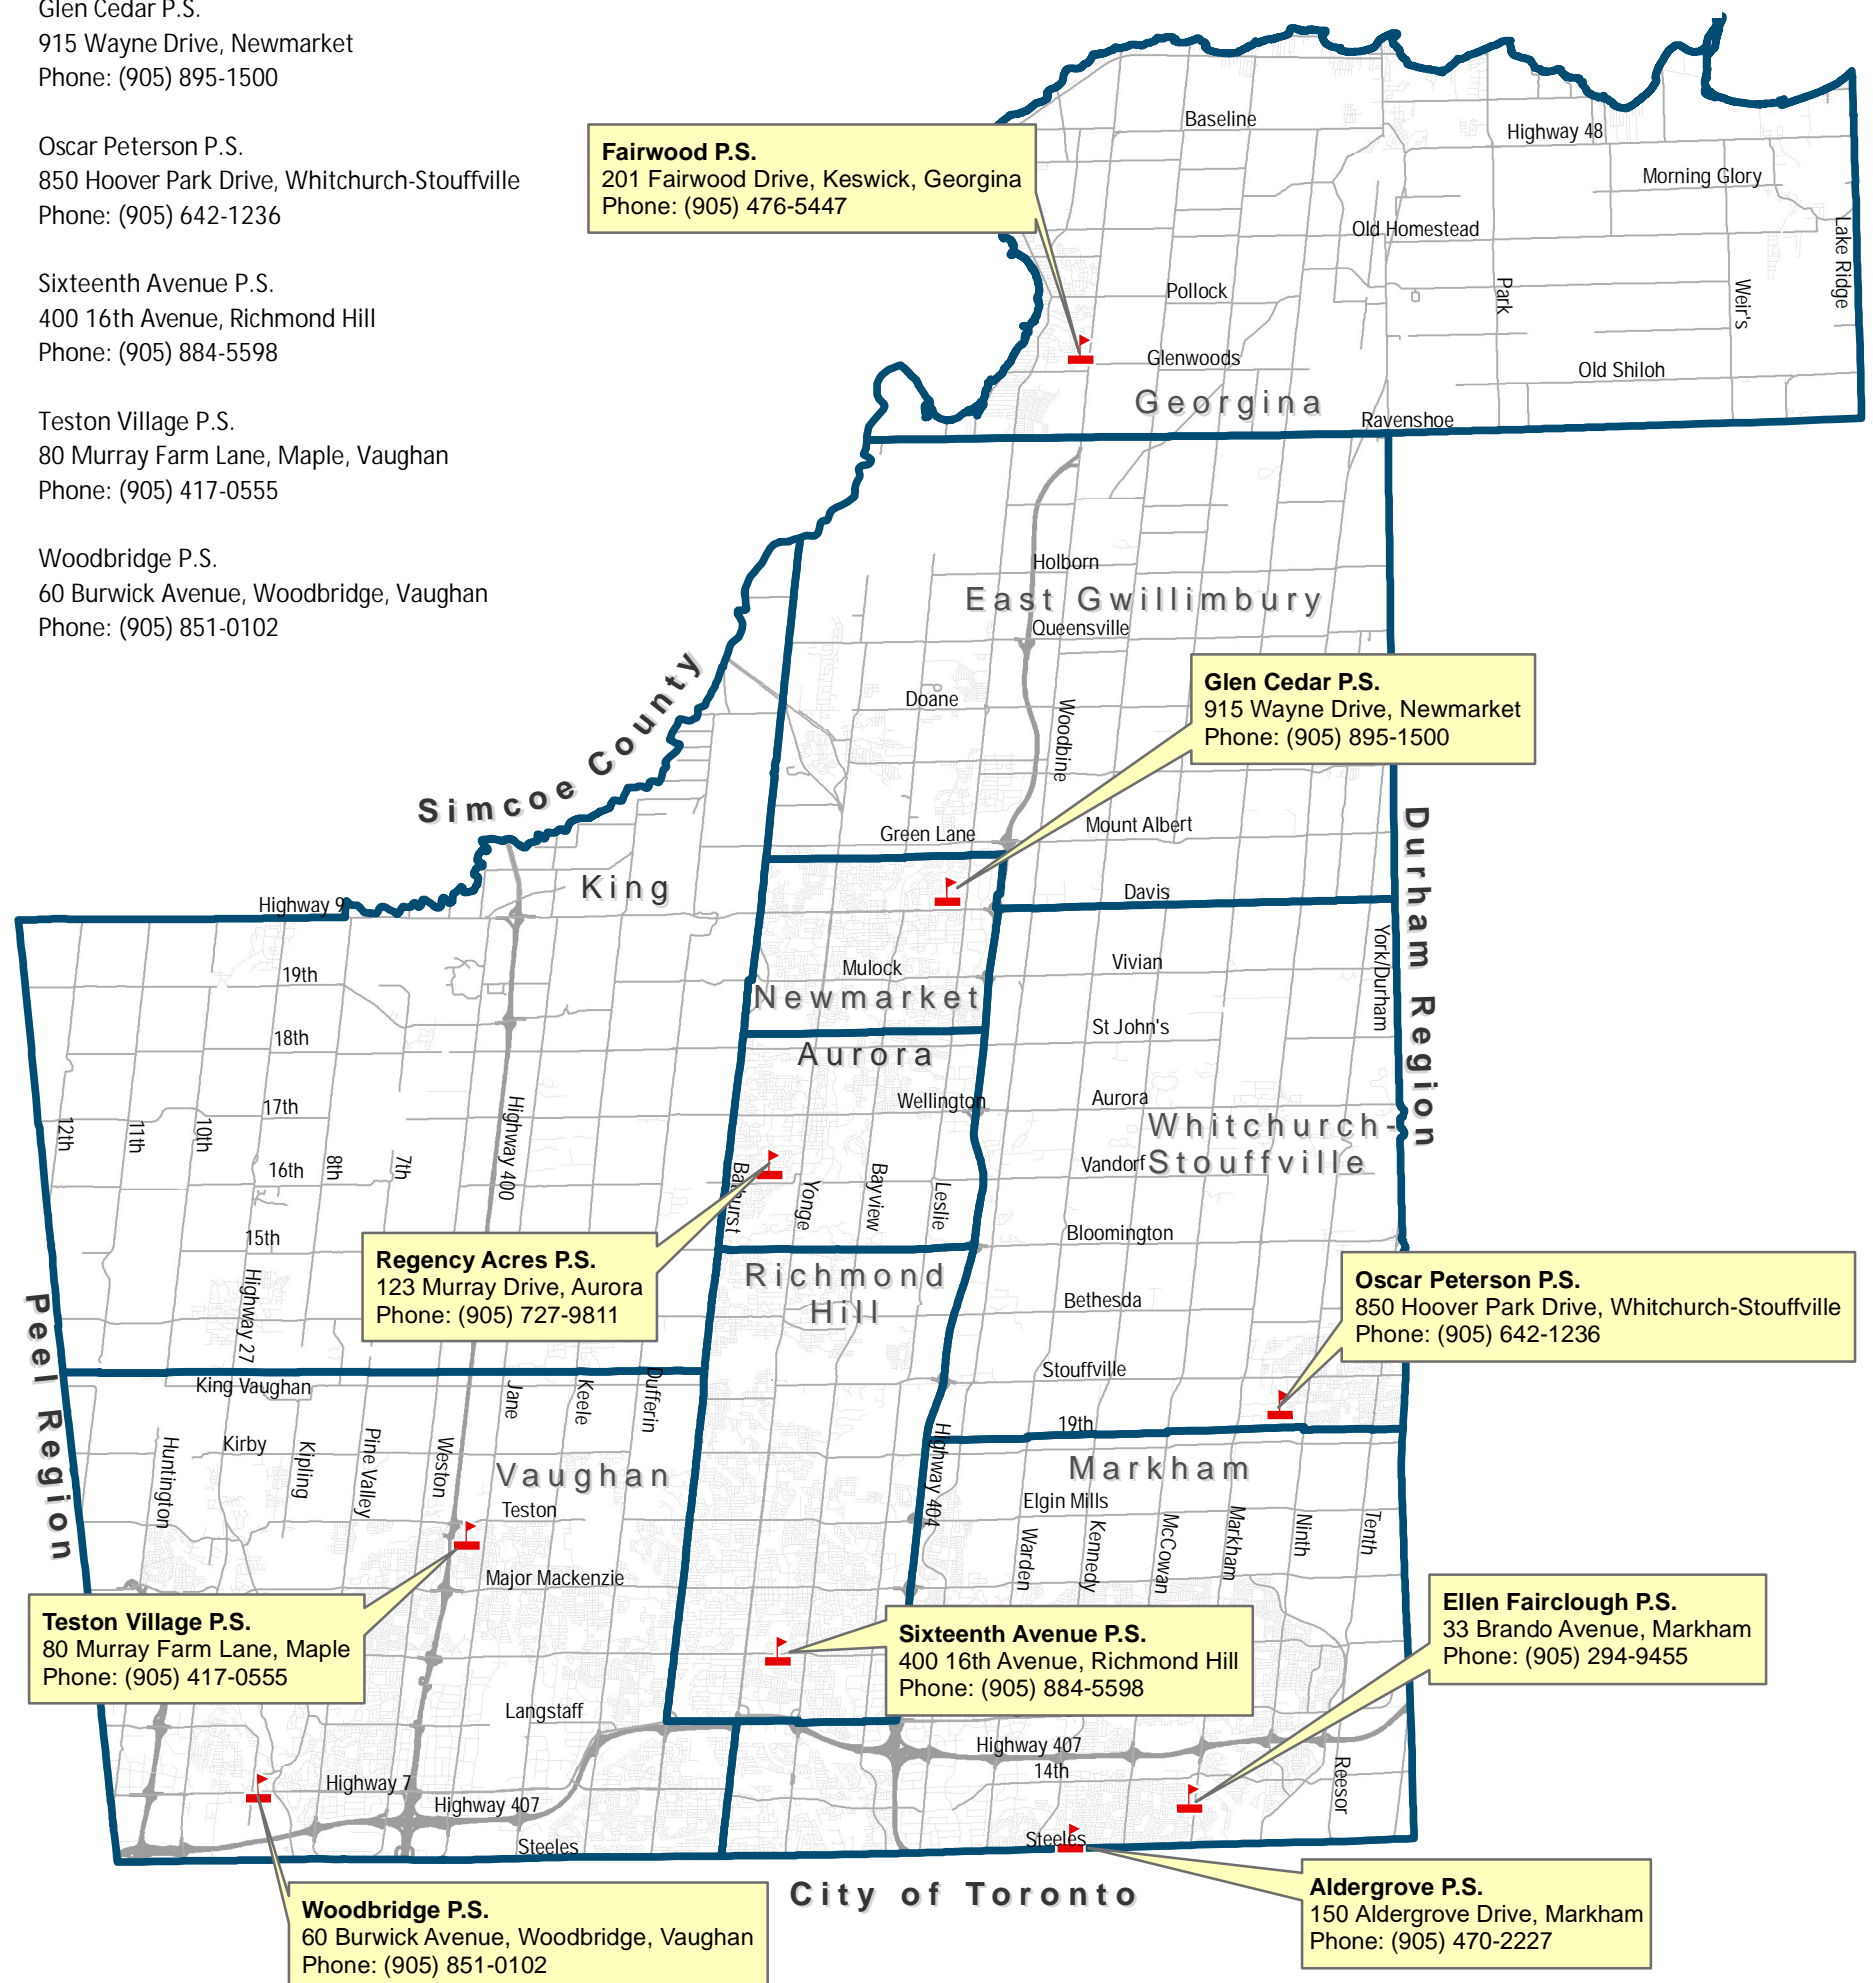 Glen Cedar P.S.
915 Wayne Drive, Newmarket
Phone: (905) 895-1500
Oscar Peterson P.S.
850 Hoover Park Drive, Whitchurch-Stouffville
Phone: (905) 642-1236
Sixteenth Avenue P.S.
400 16th Avenue, Richmond Hill
Phone: (905) 884-5598
Teston Village P.S.
80 Murray Farm Lane, Maple, Vaughan
Phone: (905) 417-0555
Woodbridge P.S.
60 Burwick Avenue, Woodbridge, Vaughan
Phone: (905) 851-0102
Fairwood P.S.
201 Fairwood Drive, Keswick, Georgina
Phone: (905) 476-5447
Baseline
Highway 48
Morning Glory
Old Homestead
Lake Ridge
Pollock
Park
Weir's
Glenwoods
Old Shiloh
Georgina
Ravenshoe
Holborn
East Gwillimbury
Queensville
Simcoe County
Doane
Woodbine
Glen Cedar P.S.
915 Wayne Drive, Newmarket
Phone: (905) 895-1500
Green Lane
Mount Albert
Durham Region
King
Davis
Highway 9
York/Durham
19th
Mulock
Vivian
Newmarket
18th
St John's
Aurora
17th
Highway 400
Wellington
Aurora
12th
11th
10th
Whitchurch-
Stouffville
16th
8th
7th
Bathurst
Yonge
Bayview
Leslie
Vandorf
15th
Bloomington
Regency Acres P.S.
123 Murray Drive, Aurora
Phone: (905) 727-9811
Richmond
Hill
Oscar Peterson P.S.
850 Hoover Park Drive, Whitchurch-Stouffville
Phone: (905) 642-1236
Highway 27
Bethesda
Peel Region
Stouffville
King Vaughan
Jane
Keele
Dufferin
19th
Huntington
Kirby
Kipling
Pine Valley
Weston
Vaughan
Highway 404
Markham
Teston
Elgin Mills
Warden
Kennedy
McCowan
Markham
Ninth
Tenth
Major Mackenzie
Teston Village P.S.
80 Murray Farm Lane, Maple
Phone: (905) 417-0555
Sixteenth Avenue P.S.
400 16th Avenue, Richmond Hill
Phone: (905) 884-5598
Ellen Fairclough P.S.
33 Brando Avenue, Markham
Phone: (905) 294-9455
Langstaff
Highway 407
14th
Reesor
Highway 7
Highway 407
Steeles
Steeles
City of Toronto
Woodbridge P.S.
60 Burwick Avenue, Woodbridge, Vaughan
Phone: (905) 851-0102
Aldergrove P.S.
150 Aldergrove Drive, Markham
Phone: (905) 470-2227